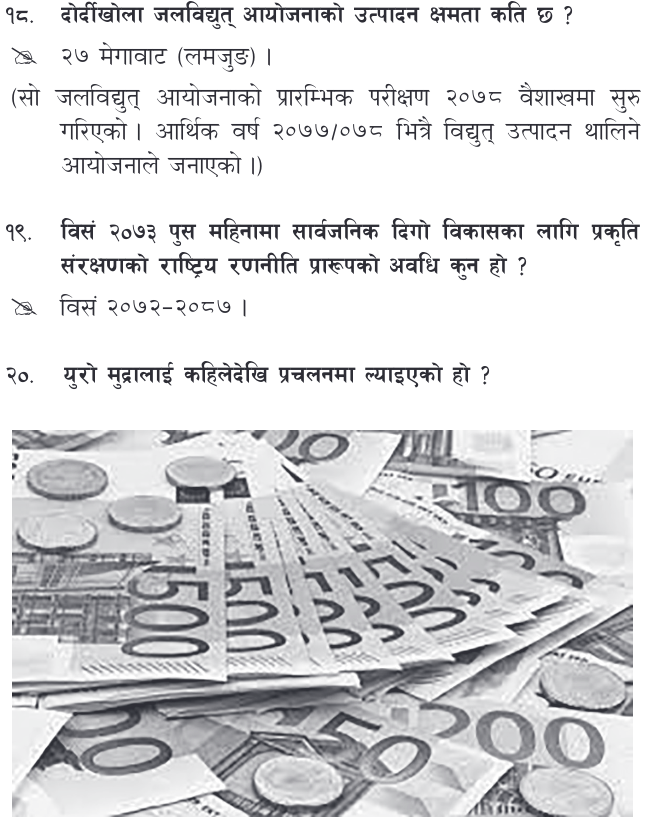 १८. दोर्दीखोला जलविद्युत् आयोजनाको उत्पादन क्षमता कति छ ?
२७ मेगावाट (लमजुङ) ।
(सो जलविद्युत् आयोजनाको प्रारम्भिक परीक्षण २०७८ वैशाखमा सुरु
गरिएको । आर्थिक वर्ष २०७७/०७८ भित्रै विद्युत् उत्पादन थालिने
आयोजनाले जनाएको ।)
१९. विसं २०७३ पुस महिनामा सार्वजनिक दिगो विकासका लागि प्रकृति
संरक्षणको राष्ट्रिय रणनीति प्रारूपको अवधि कुन हो ?
विसं २०७२-२०८७ ।
२०. युरो मुद्रालाई कहिलेदेखि प्रचलनमा ल्याइएको हो ?
100
500
500
50
200